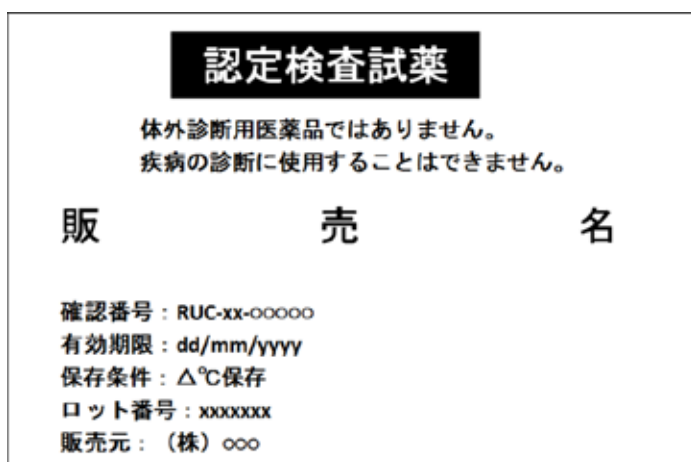 認定検査試薬
体外診断用医薬品ではありません。
疾病の診断に使用することはできません。
販　売　名
確認番号：RUC-xx-○○○○○
有効期限：dd/mm/yyyy
保存条件：△℃保存
ロット番号：xxxxxxx
販売元：（株）○○○